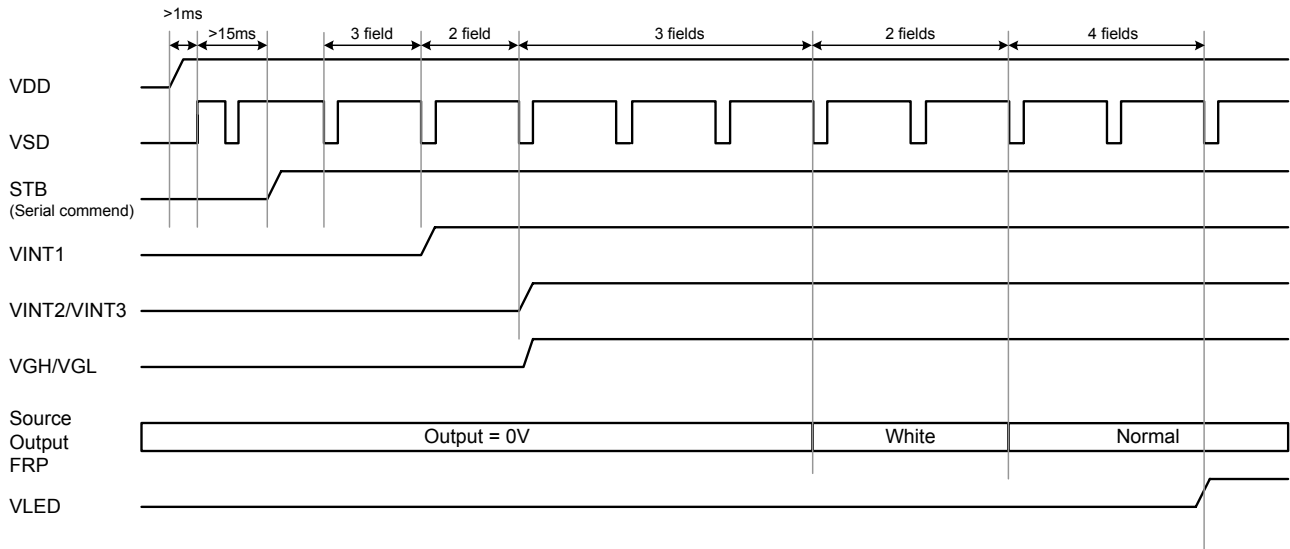 >1ms
>15ms
3 field
2 field
3 fields
2 fields
4 fields
VDD
VSD
STB
(Serial commend)
VINT1
VINT2/VINT3
VGH/VGL
Source
Output
FRP
Output = 0V
White
Normal
VLED